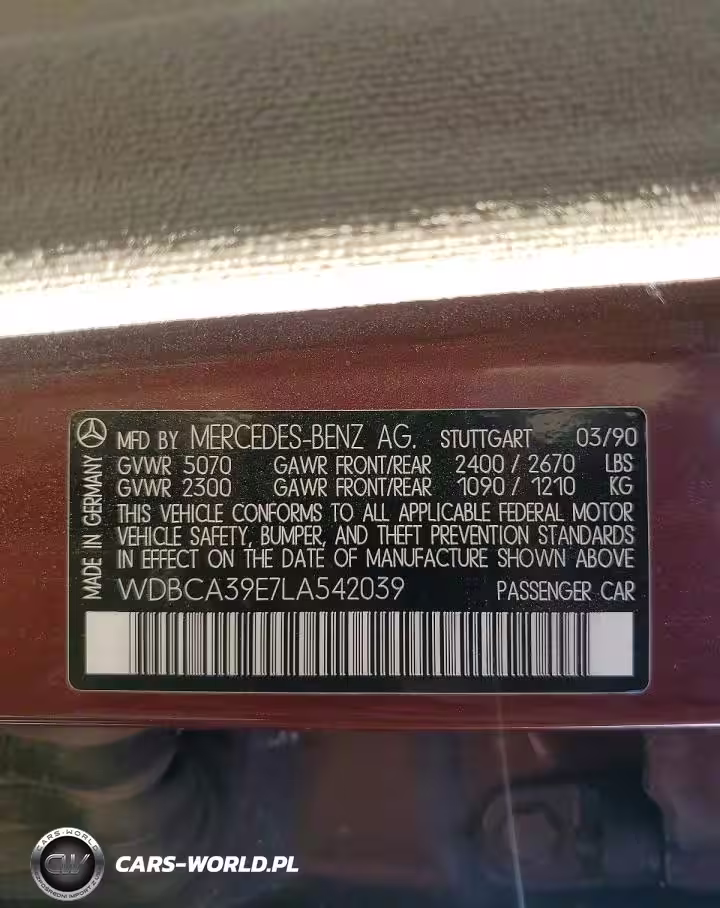 MADE IN GERMANY
MFD BY MERCEDES-BENZ AG. STUTTGART 03/90
GVWR 5070 GAWR FRONT/REAR 2400 / 2670 LBS
GVWR 2300 GAWR FRONT/REAR 1090 / 1210 KG
THIS VEHICLE CONFORMS TO ALL APPLICABLE FEDERAL MOTOR
VEHICLE SAFETY, BUMPER, AND THEFT PREVENTION STANDARDS
IN EFFECT ON THE DATE OF MANUFACTURE SHOWN ABOVE
WDBCA39E7LA542039 PASSENGER CAR
CARS-WORLD
CW
CARS-WORLD.PL